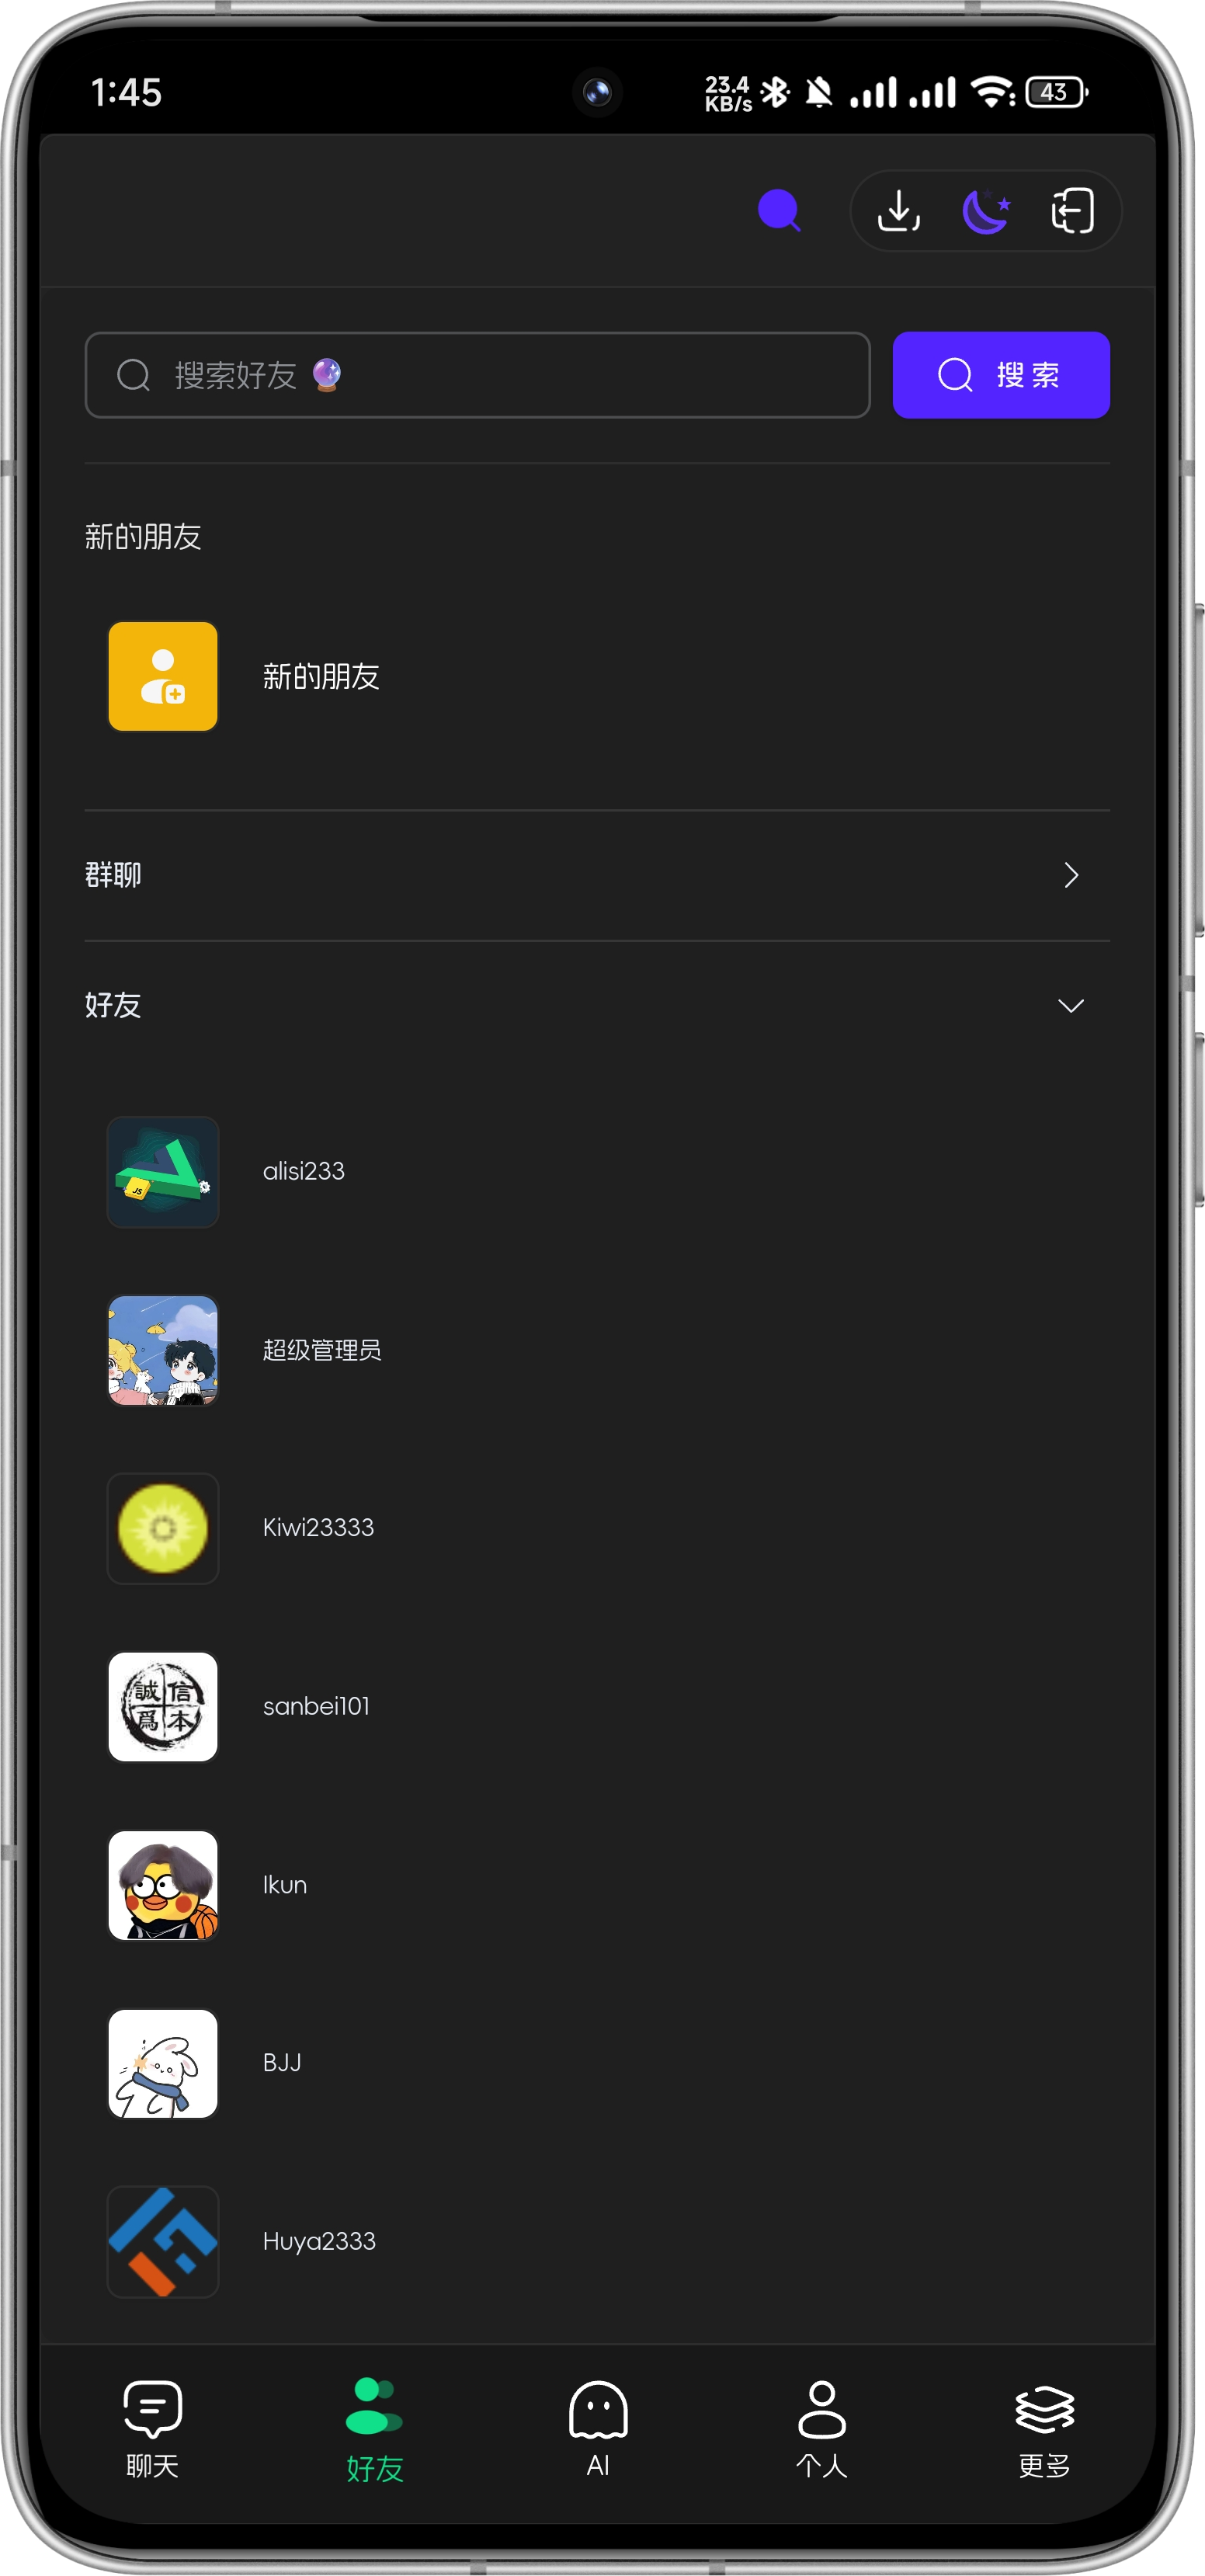 1:45
23.4
KB/s
43
搜索好友
搜索
新的朋友
新的朋友
群聊
好友
alisi233
JS
超级管理员
Kiwi23333
誠信
爲本
sanbei101
Ikun
BJJ
Huya2333
聊天
好友
AI
个人
更多